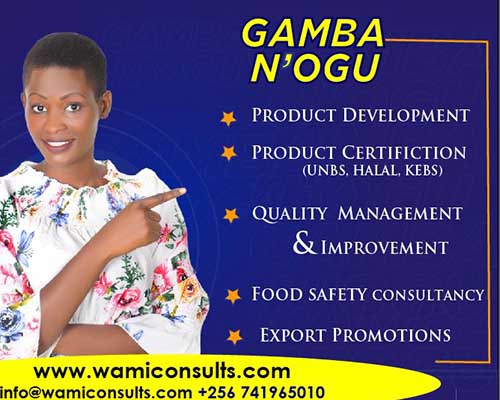 GAMBA
N'OGU
PRODUCT DEVELOPMENT
PRODUCT CERTIFICTION
(UNBS, HALAL, KEBS)
QUALITY MANAGEMENT
& IMPROVEMENT
FOOD SAFETY CONSULTANCY
EXPORT PROMOTIONS
www.wamiconsults.com
info@wamiconsults.com +256 741965010